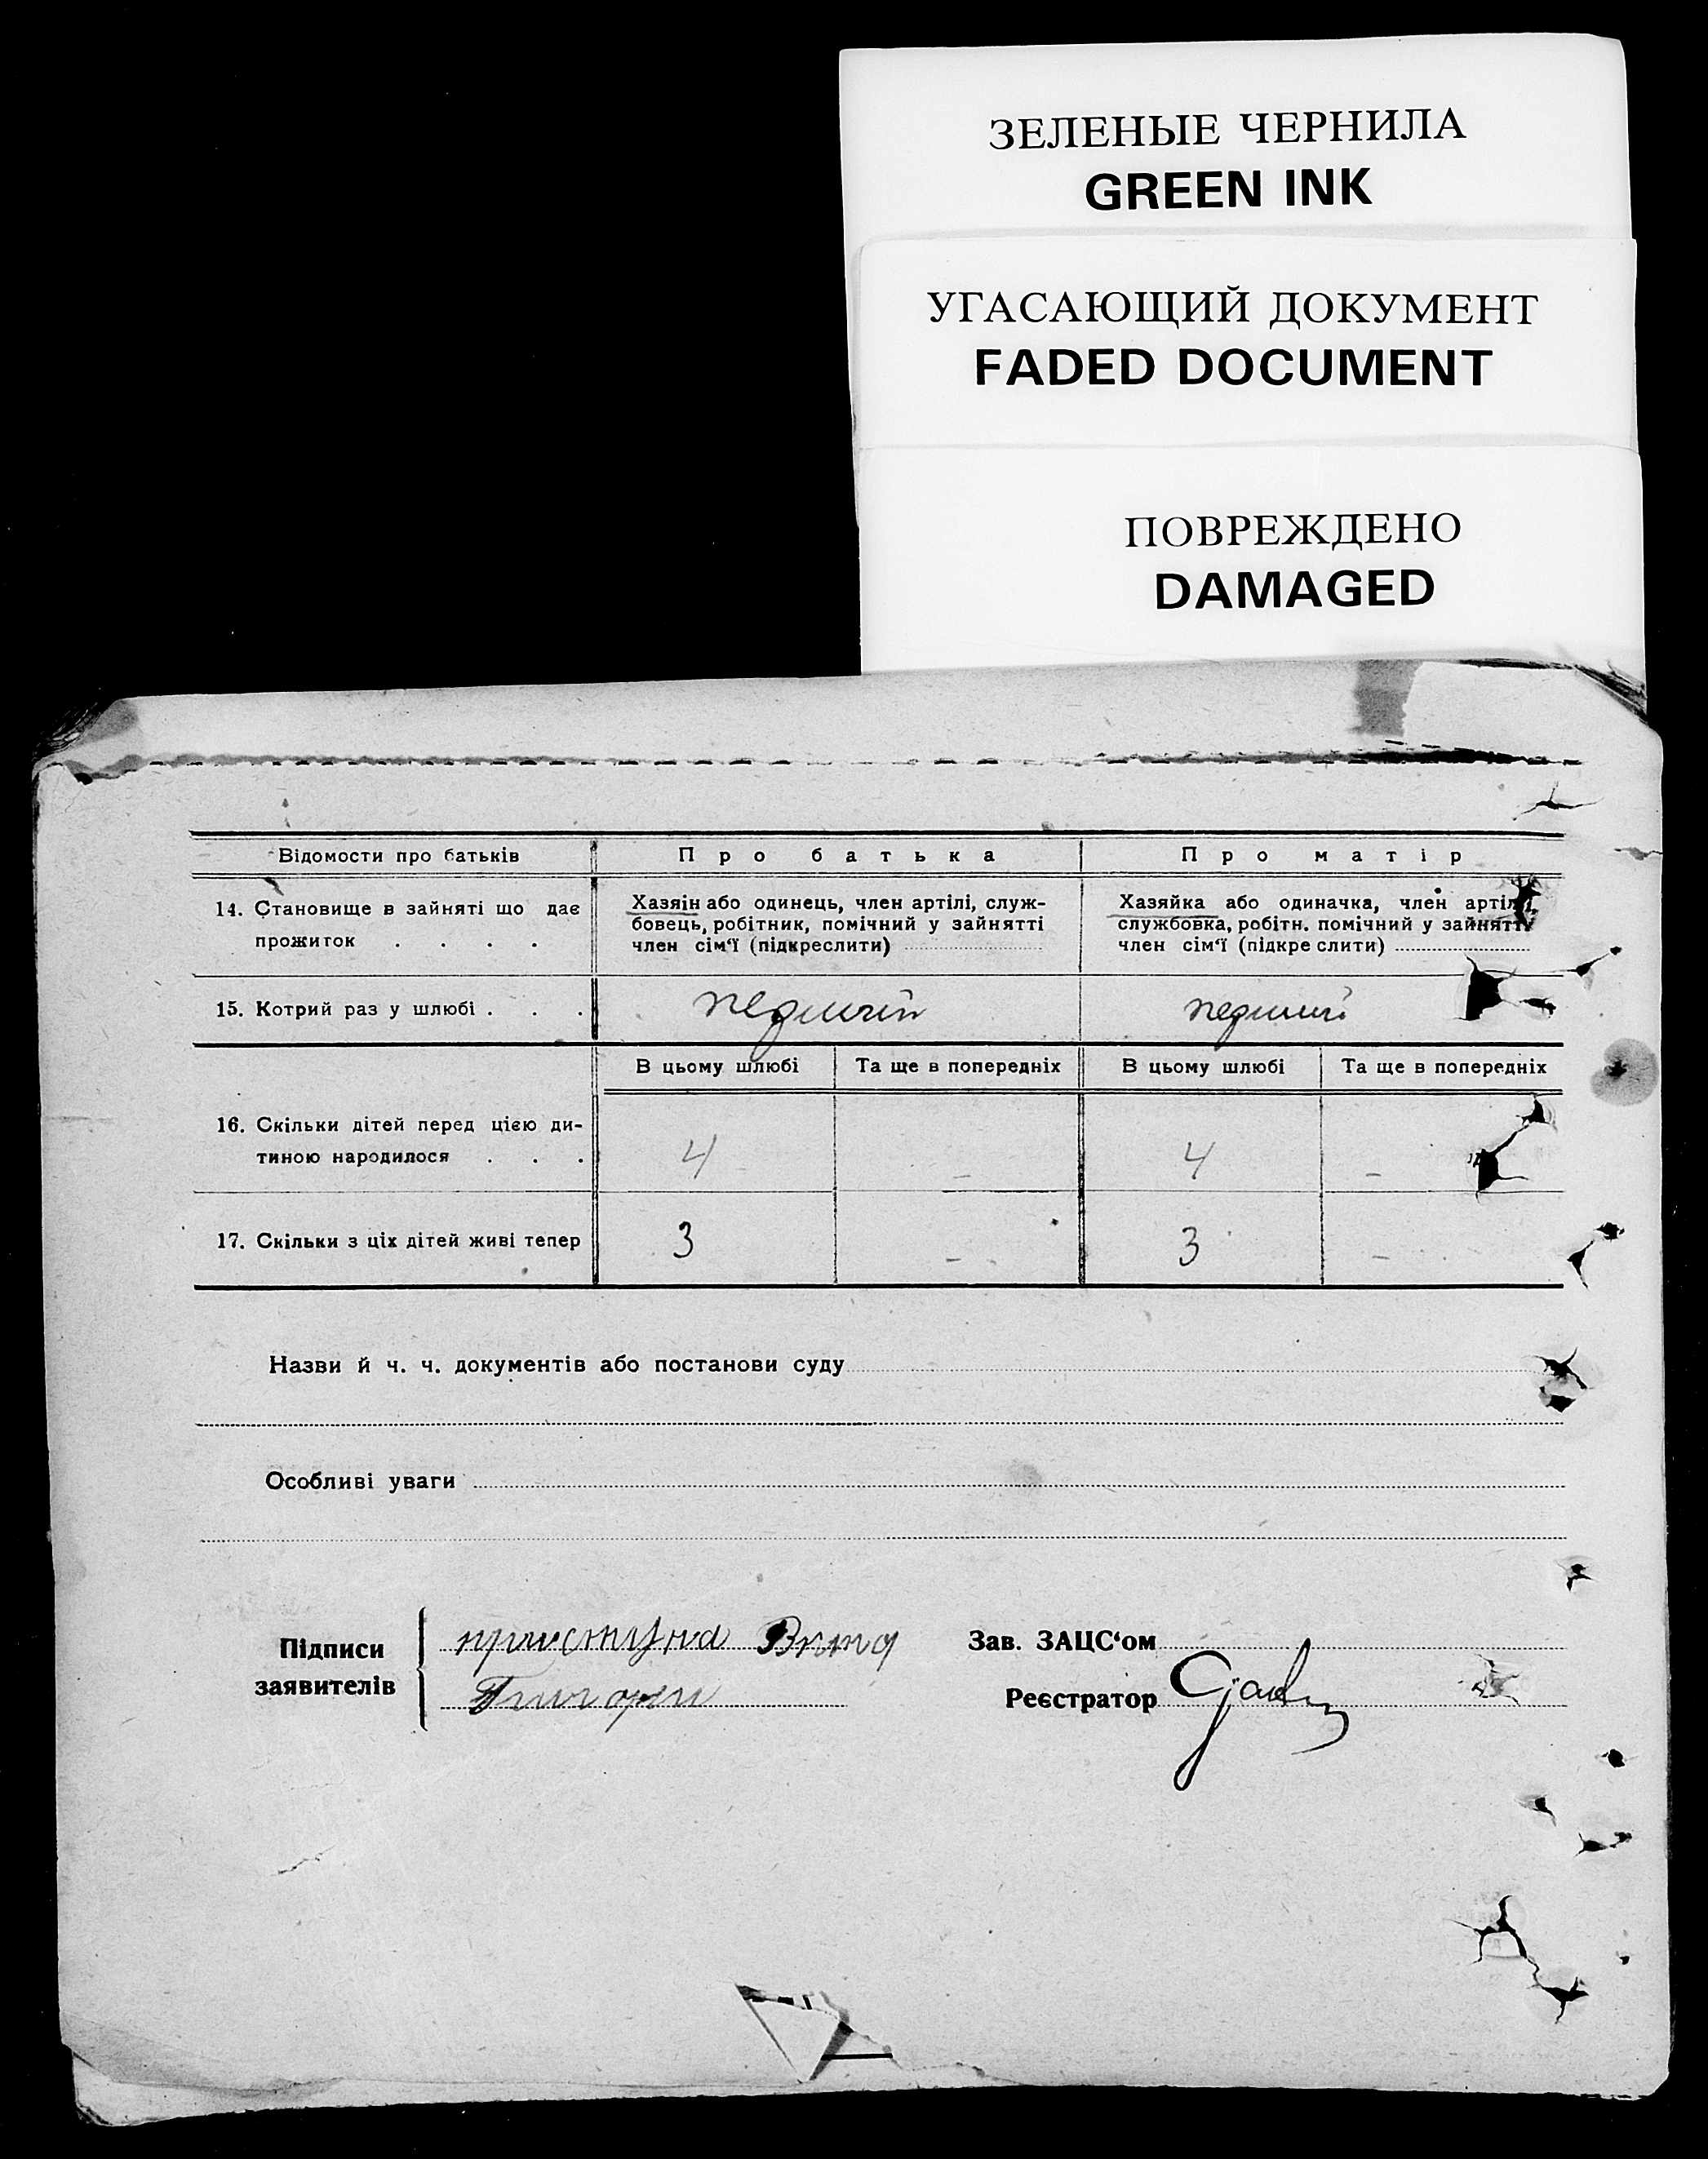 ЗЕЛЕНЫЕ ЧЕРНИЛА
GREEN INK
УГАСАЮЩИЙ ДОКУМЕНТ
FADED DOCUMENT
ПОВРЕЖДЕНО
DAMAGED
Відомости про батьків
Про батька
Про матір
14. Становище в зайняті що дає
прожиток . . . .
Хазяїн або одинець, член артілі, служ-
бовець, робітник, помічний у зайнятті
член сім'ї (підкреслити)
Хазяйка або одиначка, член артілі,
службовка, робітн. помічний у зайнятті
член сім'ї (підкре слити)
15. Котрий раз у шлюбі . . .
перший
перший
В цьому шлюбі
Та ще в попередніх
В цьому шлюбі
Та ще в попередніх
16. Скільки дітей перед цією ди-
тиною народилося . . .
4
–
4
–
17. Скільки з ціх дітей живі тепер
3
–
3
–
Назви й ч. ч. документів або постанови суду
Особливі уваги
Підписи
заявителів
Зав. ЗАЦС‘ом
Реєстратор